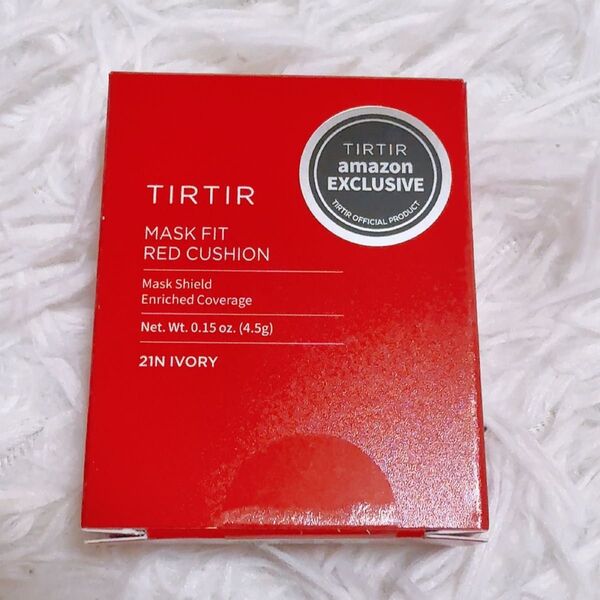 TIRTIR
amazon
EXCLUSIVE
TIRTIR OFFICIAL PRODUCT
TIRTIR
MASK FIT
RED CUSHION
Mask Shield
Enriched Coverage
Net. Wt. 0.15 oz. (4.5g)
21N IVORY